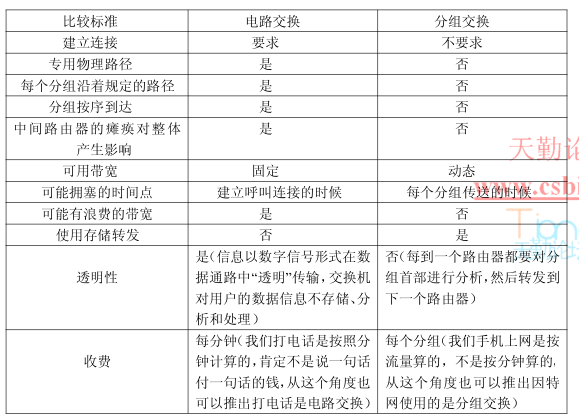 比较标准 电路交换 分组交换
建立连接 要求 不要求
专用物理路径 是 否
每个分组沿着规定的路径 是 否
分组按序到达 是 否
中间路由器的瘫痪对整体
产生影响 是 否
可用带宽 固定 动态
可能拥塞的时间点 建立呼叫连接的时候 每个分组传送的时候
可能有浪费的带宽 是 否
使用存储转发 否 是
透明性
是(信息以数字信号形式在数
据通路中“透明”传输，交换机
对用户的数据信息不存储、分
析和处理)
否(每到一个路由器都要对分
组首部进行分析，然后转发到
下一个路由器)
收费
每分钟(我们打电话是按照分
钟计算的，肯定不是说一句话
付一句话的钱，从这个角度也
可以推出打电话是电路交换)
每个分组(我们手机上网是按
流量算的，不是按分钟算的，
从这个角度也可以推出因特
网使用的是分组交换)
天勤论
www.csbi